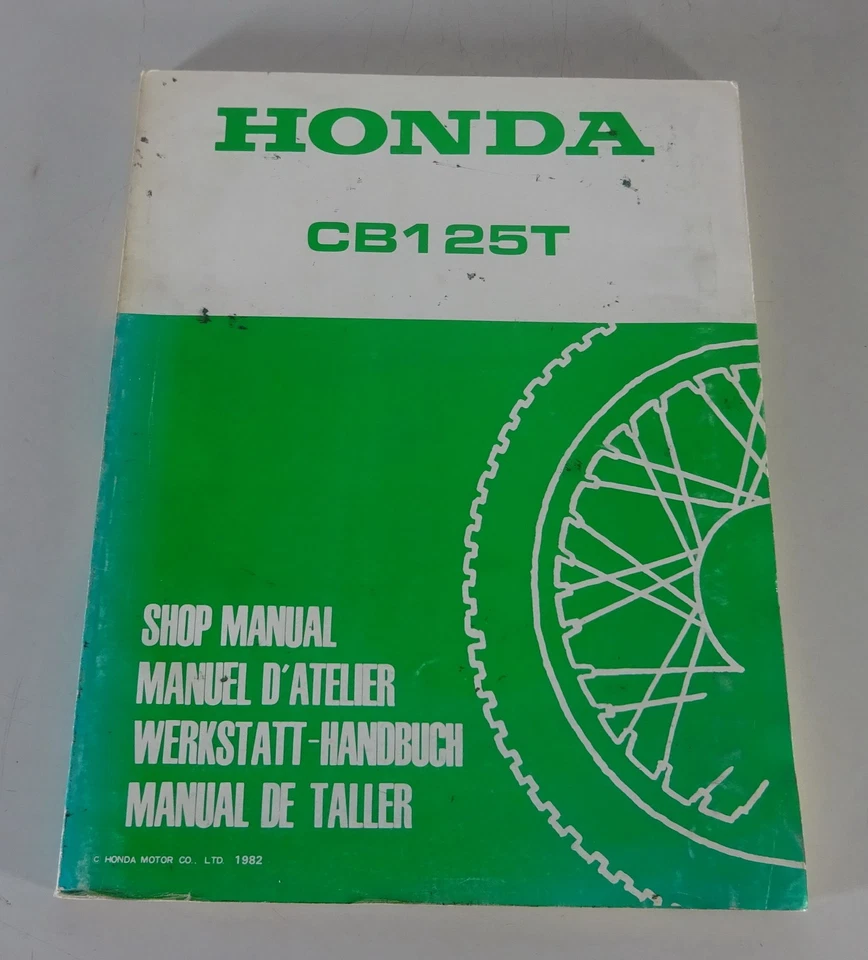 HONDA
CB125T
SHOP MANUAL
MANUEL D'ATELIER
WERKSTATT-HANDBUCH
MANUAL DE TALLER
C HONDA MOTOR CO., LTD. 1982